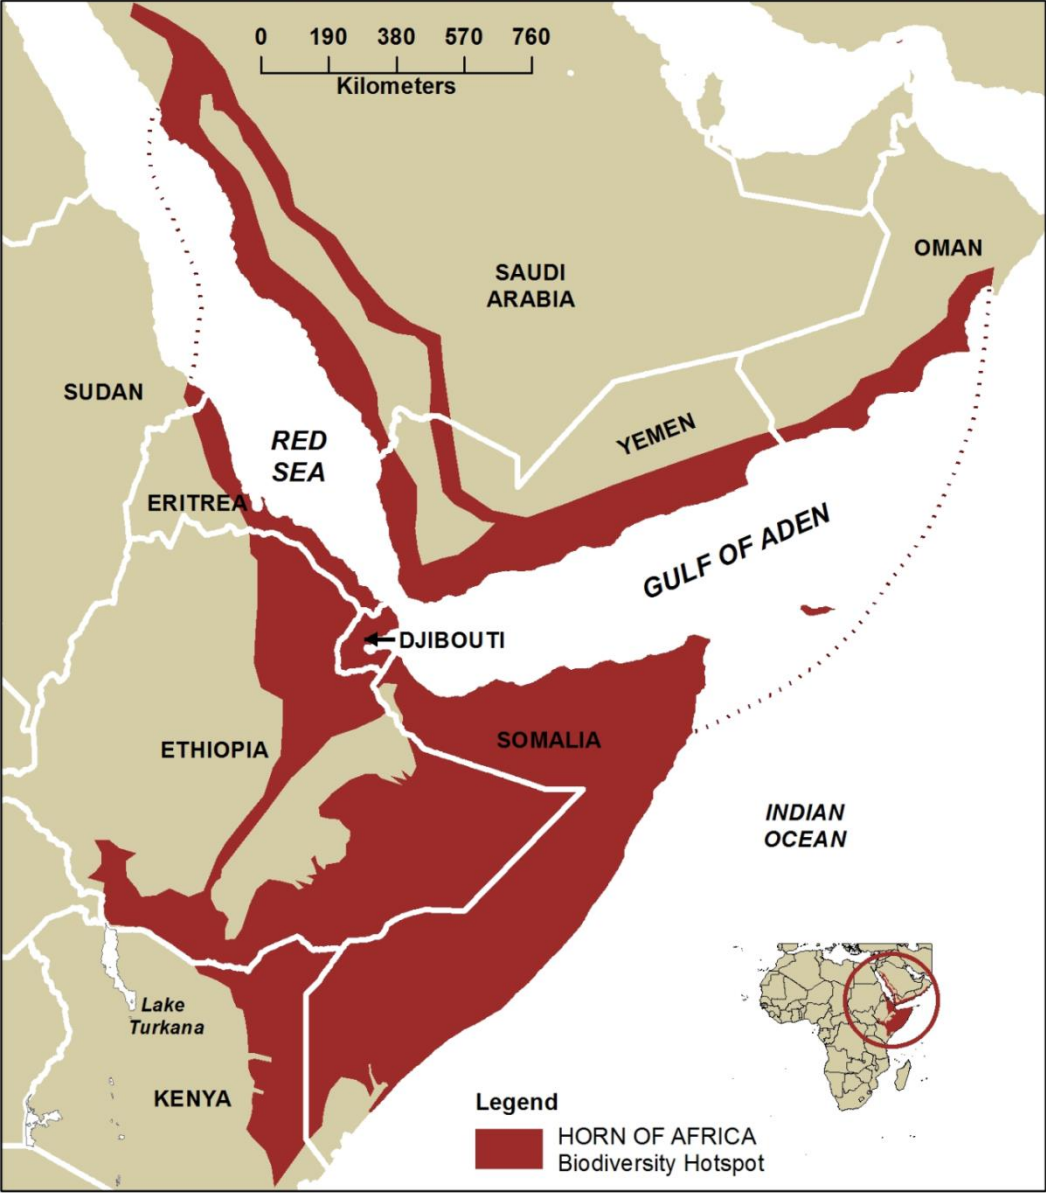 0 190 380 570 760
Kilometers
OMAN
SAUDI
ARABIA
SUDAN
YEMEN
RED
SEA
ERITREA
GULF OF ADEN
DJIBOUTI
SOMALIA
ETHIOPIA
INDIAN
OCEAN
Lake
Turkana
KENYA
Legend
HORN OF AFRICA
Biodiversity Hotspot